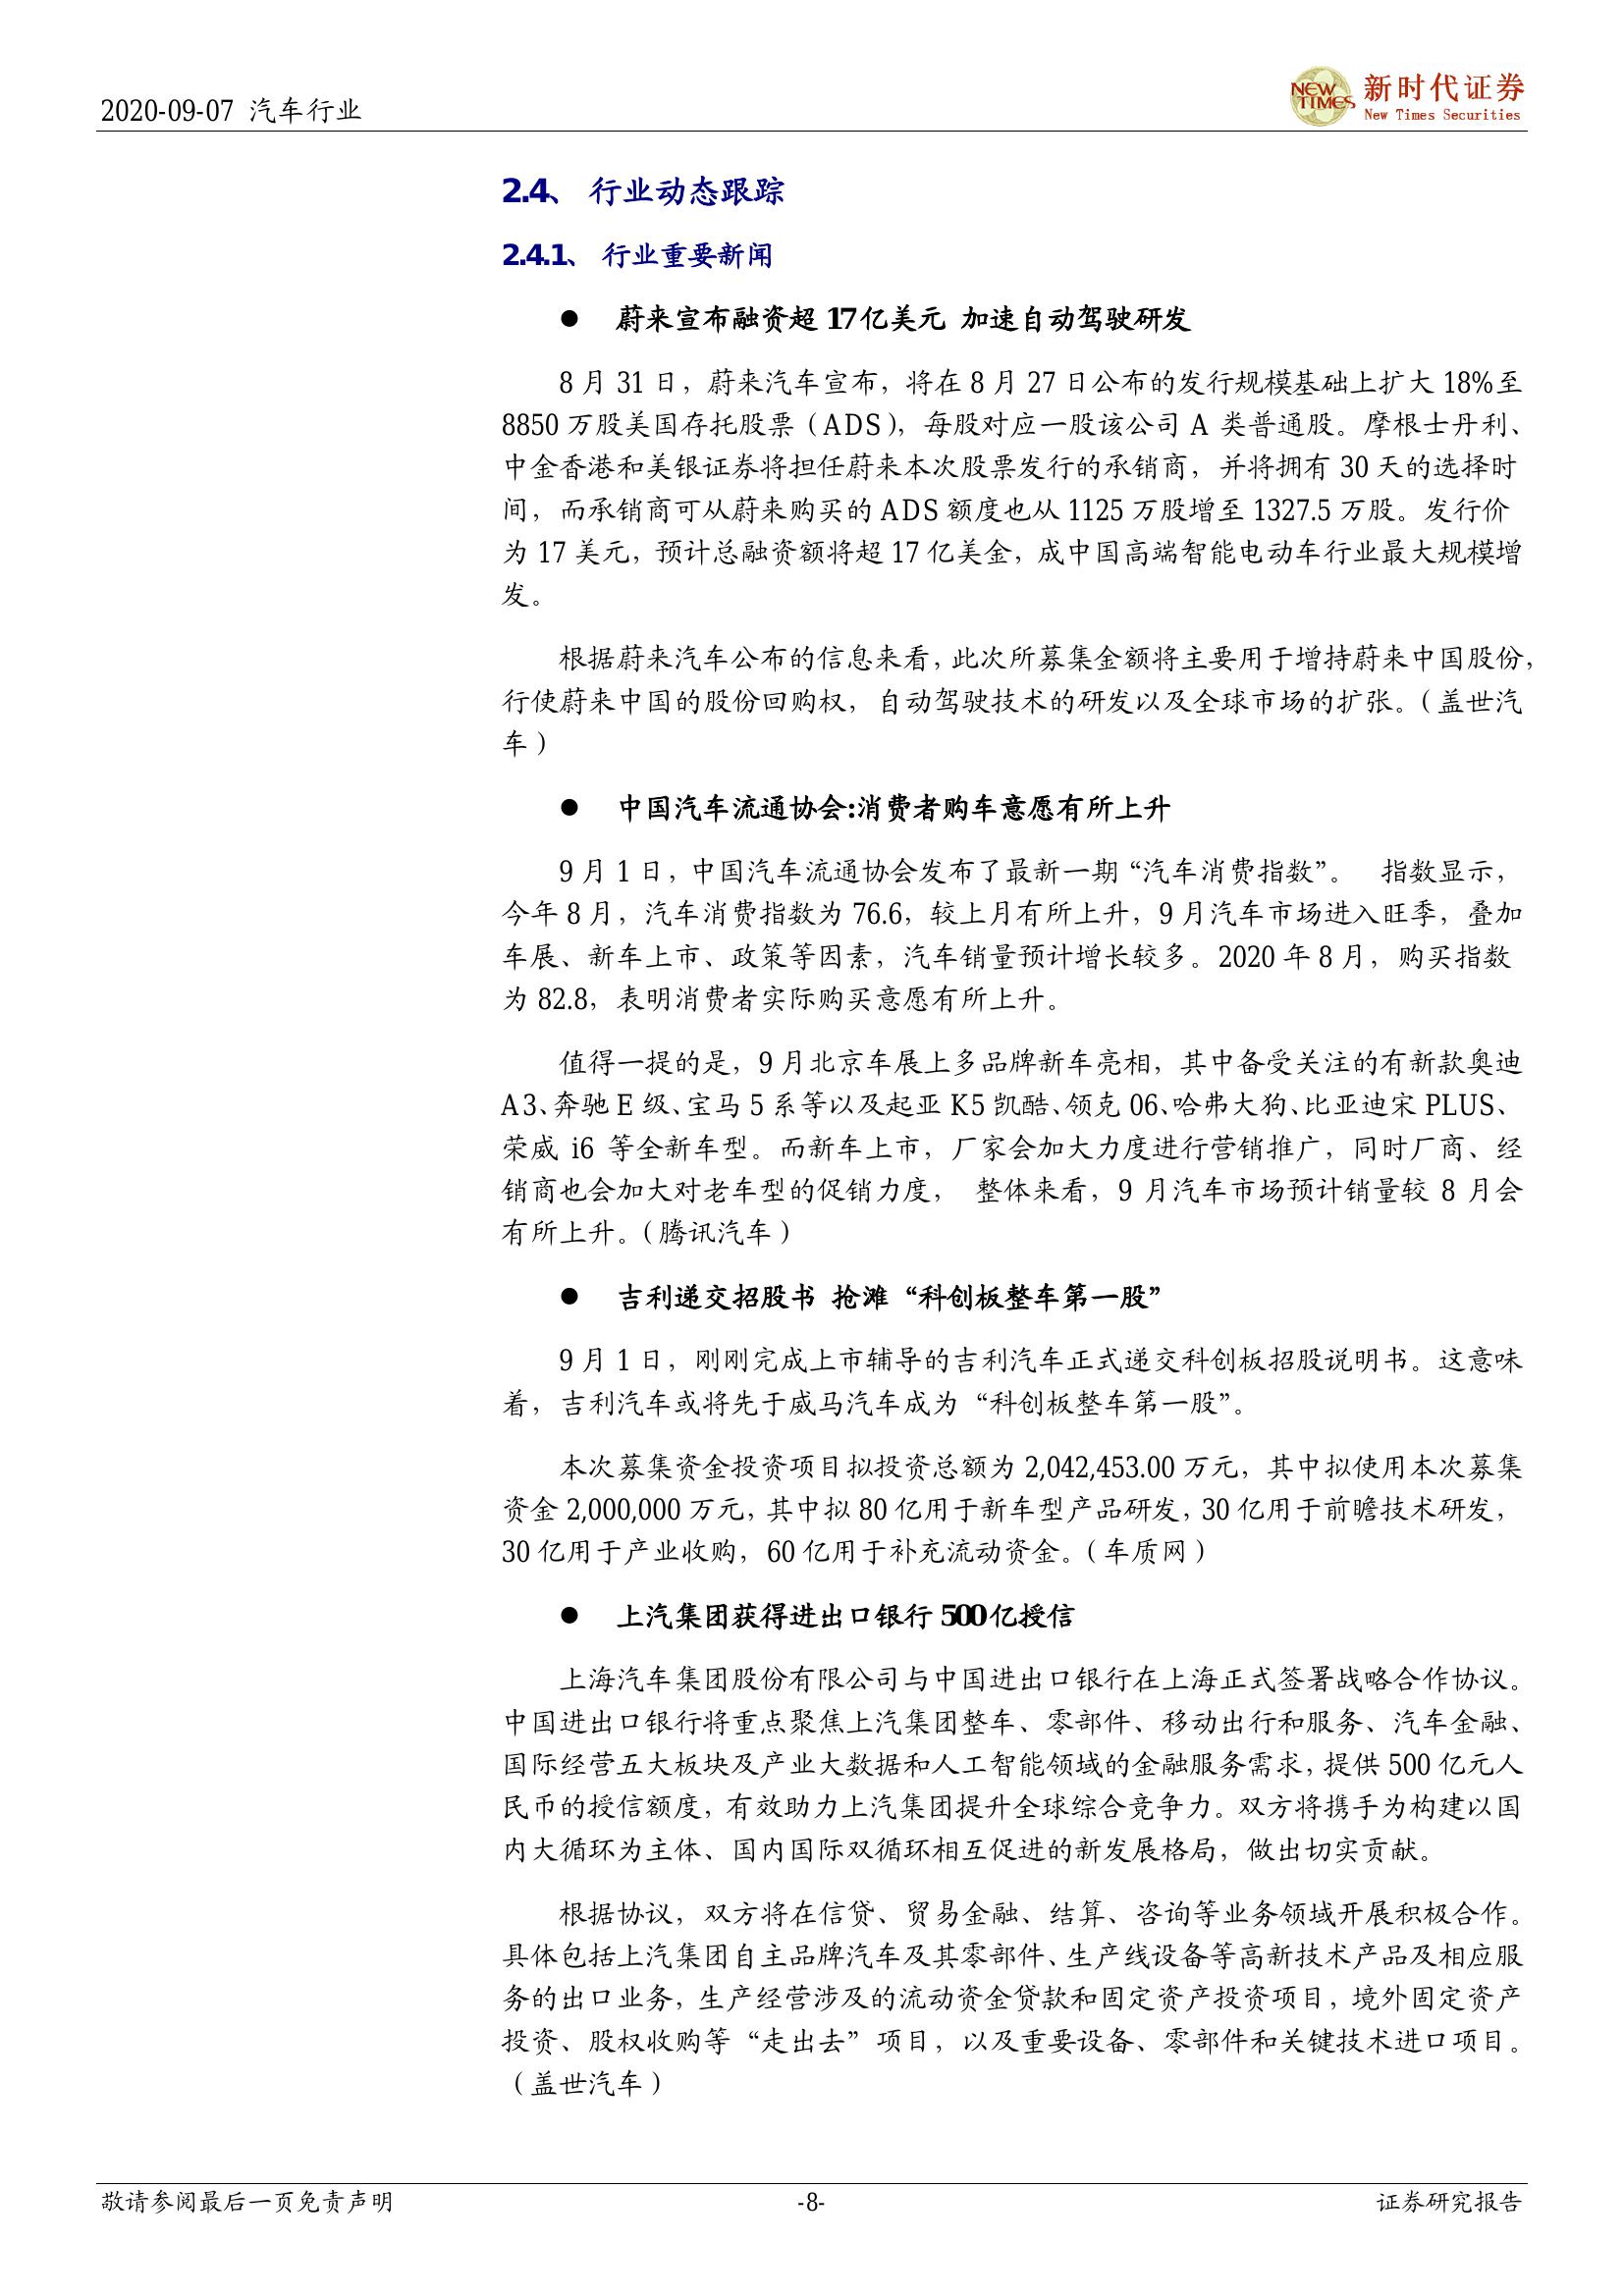 2020-09-07 汽车行业
NEW TIMES 新时代证券
New Times Securities
2.4、 行业动态跟踪
2.4.1、 行业重要新闻
● 蔚来宣布融资超 17亿美元 加速自动驾驶研发
8 月 31 日，蔚来汽车宣布，将在 8 月 27 日公布的发行规模基础上扩大 18%至
8850 万股美国存托股票（ADS），每股对应一股该公司 A 类普通股。摩根士丹利、
中金香港和美银证券将担任蔚来本次股票发行的承销商，并将拥有 30 天的选择时
间，而承销商可从蔚来购买的 ADS 额度也从 1125 万股增至 1327.5 万股。发行价
为 17 美元，预计总融资额将超 17 亿美金，成中国高端智能电动车行业最大规模增
发。
根据蔚来汽车公布的信息来看，此次所募集金额将主要用于增持蔚来中国股份，
行使蔚来中国的股份回购权，自动驾驶技术的研发以及全球市场的扩张。（盖世汽
车）
● 中国汽车流通协会:消费者购车意愿有所上升
9 月 1 日，中国汽车流通协会发布了最新一期“汽车消费指数”。 指数显示，
今年 8 月，汽车消费指数为 76.6，较上月有所上升，9 月汽车市场进入旺季，叠加
车展、新车上市、政策等因素，汽车销量预计增长较多。2020 年 8 月，购买指数
为 82.8，表明消费者实际购买意愿有所上升。
值得一提的是，9 月北京车展上多品牌新车亮相，其中备受关注的有新款奥迪
A3、奔驰 E 级、宝马 5 系等以及起亚 K5 凯酷、领克 06、哈弗大狗、比亚迪宋 PLUS、
荣威 i6 等全新车型。而新车上市，厂家会加大力度进行营销推广，同时厂商、经
销商也会加大对老车型的促销力度， 整体来看，9 月汽车市场预计销量较 8 月会
有所上升。（腾讯汽车）
● 吉利递交招股书 抢滩“科创板整车第一股”
9 月 1 日，刚刚完成上市辅导的吉利汽车正式递交科创板招股说明书。这意味
着，吉利汽车或将先于威马汽车成为“科创板整车第一股”。
本次募集资金投资项目拟投资总额为 2,042,453.00 万元，其中拟使用本次募集
资金 2,000,000 万元，其中拟 80 亿用于新车型产品研发，30 亿用于前瞻技术研发，
30 亿用于产业收购，60 亿用于补充流动资金。（车质网）
● 上汽集团获得进出口银行 500亿授信
上海汽车集团股份有限公司与中国进出口银行在上海正式签署战略合作协议。
中国进出口银行将重点聚焦上汽集团整车、零部件、移动出行和服务、汽车金融、
国际经营五大板块及产业大数据和人工智能领域的金融服务需求，提供 500 亿元人
民币的授信额度，有效助力上汽集团提升全球综合竞争力。双方将携手为构建以国
内大循环为主体、国内国际双循环相互促进的新发展格局，做出切实贡献。
根据协议，双方将在信贷、贸易金融、结算、咨询等业务领域开展积极合作。
具体包括上汽集团自主品牌汽车及其零部件、生产线设备等高新技术产品及相应服
务的出口业务，生产经营涉及的流动资金贷款和固定资产投资项目，境外固定资产
投资、股权收购等“走出去”项目，以及重要设备、零部件和关键技术进口项目。
（盖世汽车）
敬请参阅最后一页免责声明 -8- 证券研究报告